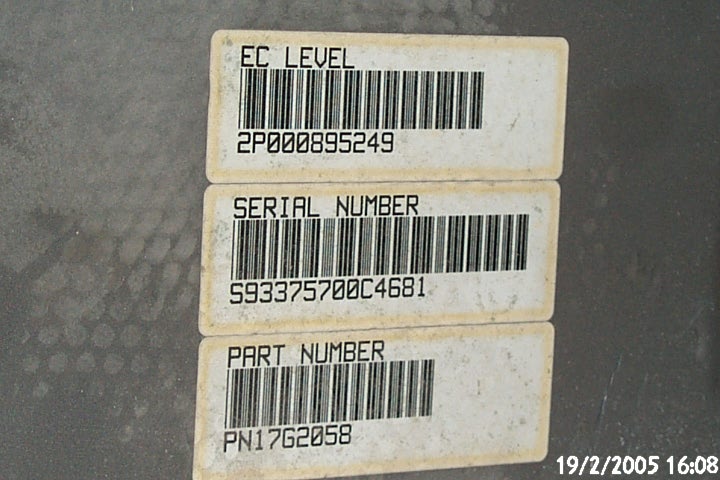 EC LEVEL
2P000895249
SERIAL NUMBER
S93375700C4681
PART NUMBER
PN17G2058
19/2/2005 16:08